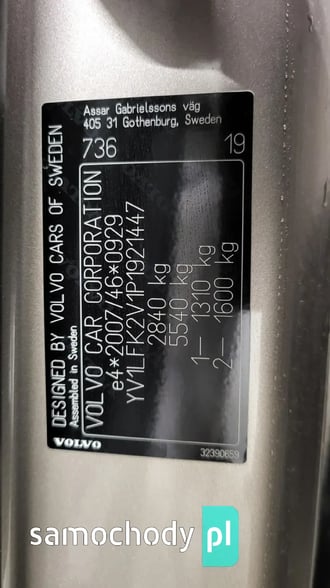 Assar Gabrielssons väg
405 31 Gothenburg, Sweden
736 19
DESIGNED BY VOLVO CARS OF SWEDEN
Assembled in Sweden
VOLVO CAR CORPORATION
e4*2007/46*0929
YV1LFK2V1P1921447
2840 kg
5540 kg
1— 1310 kg
2— 1600 kg
VOLVO
32390659
samochody pl